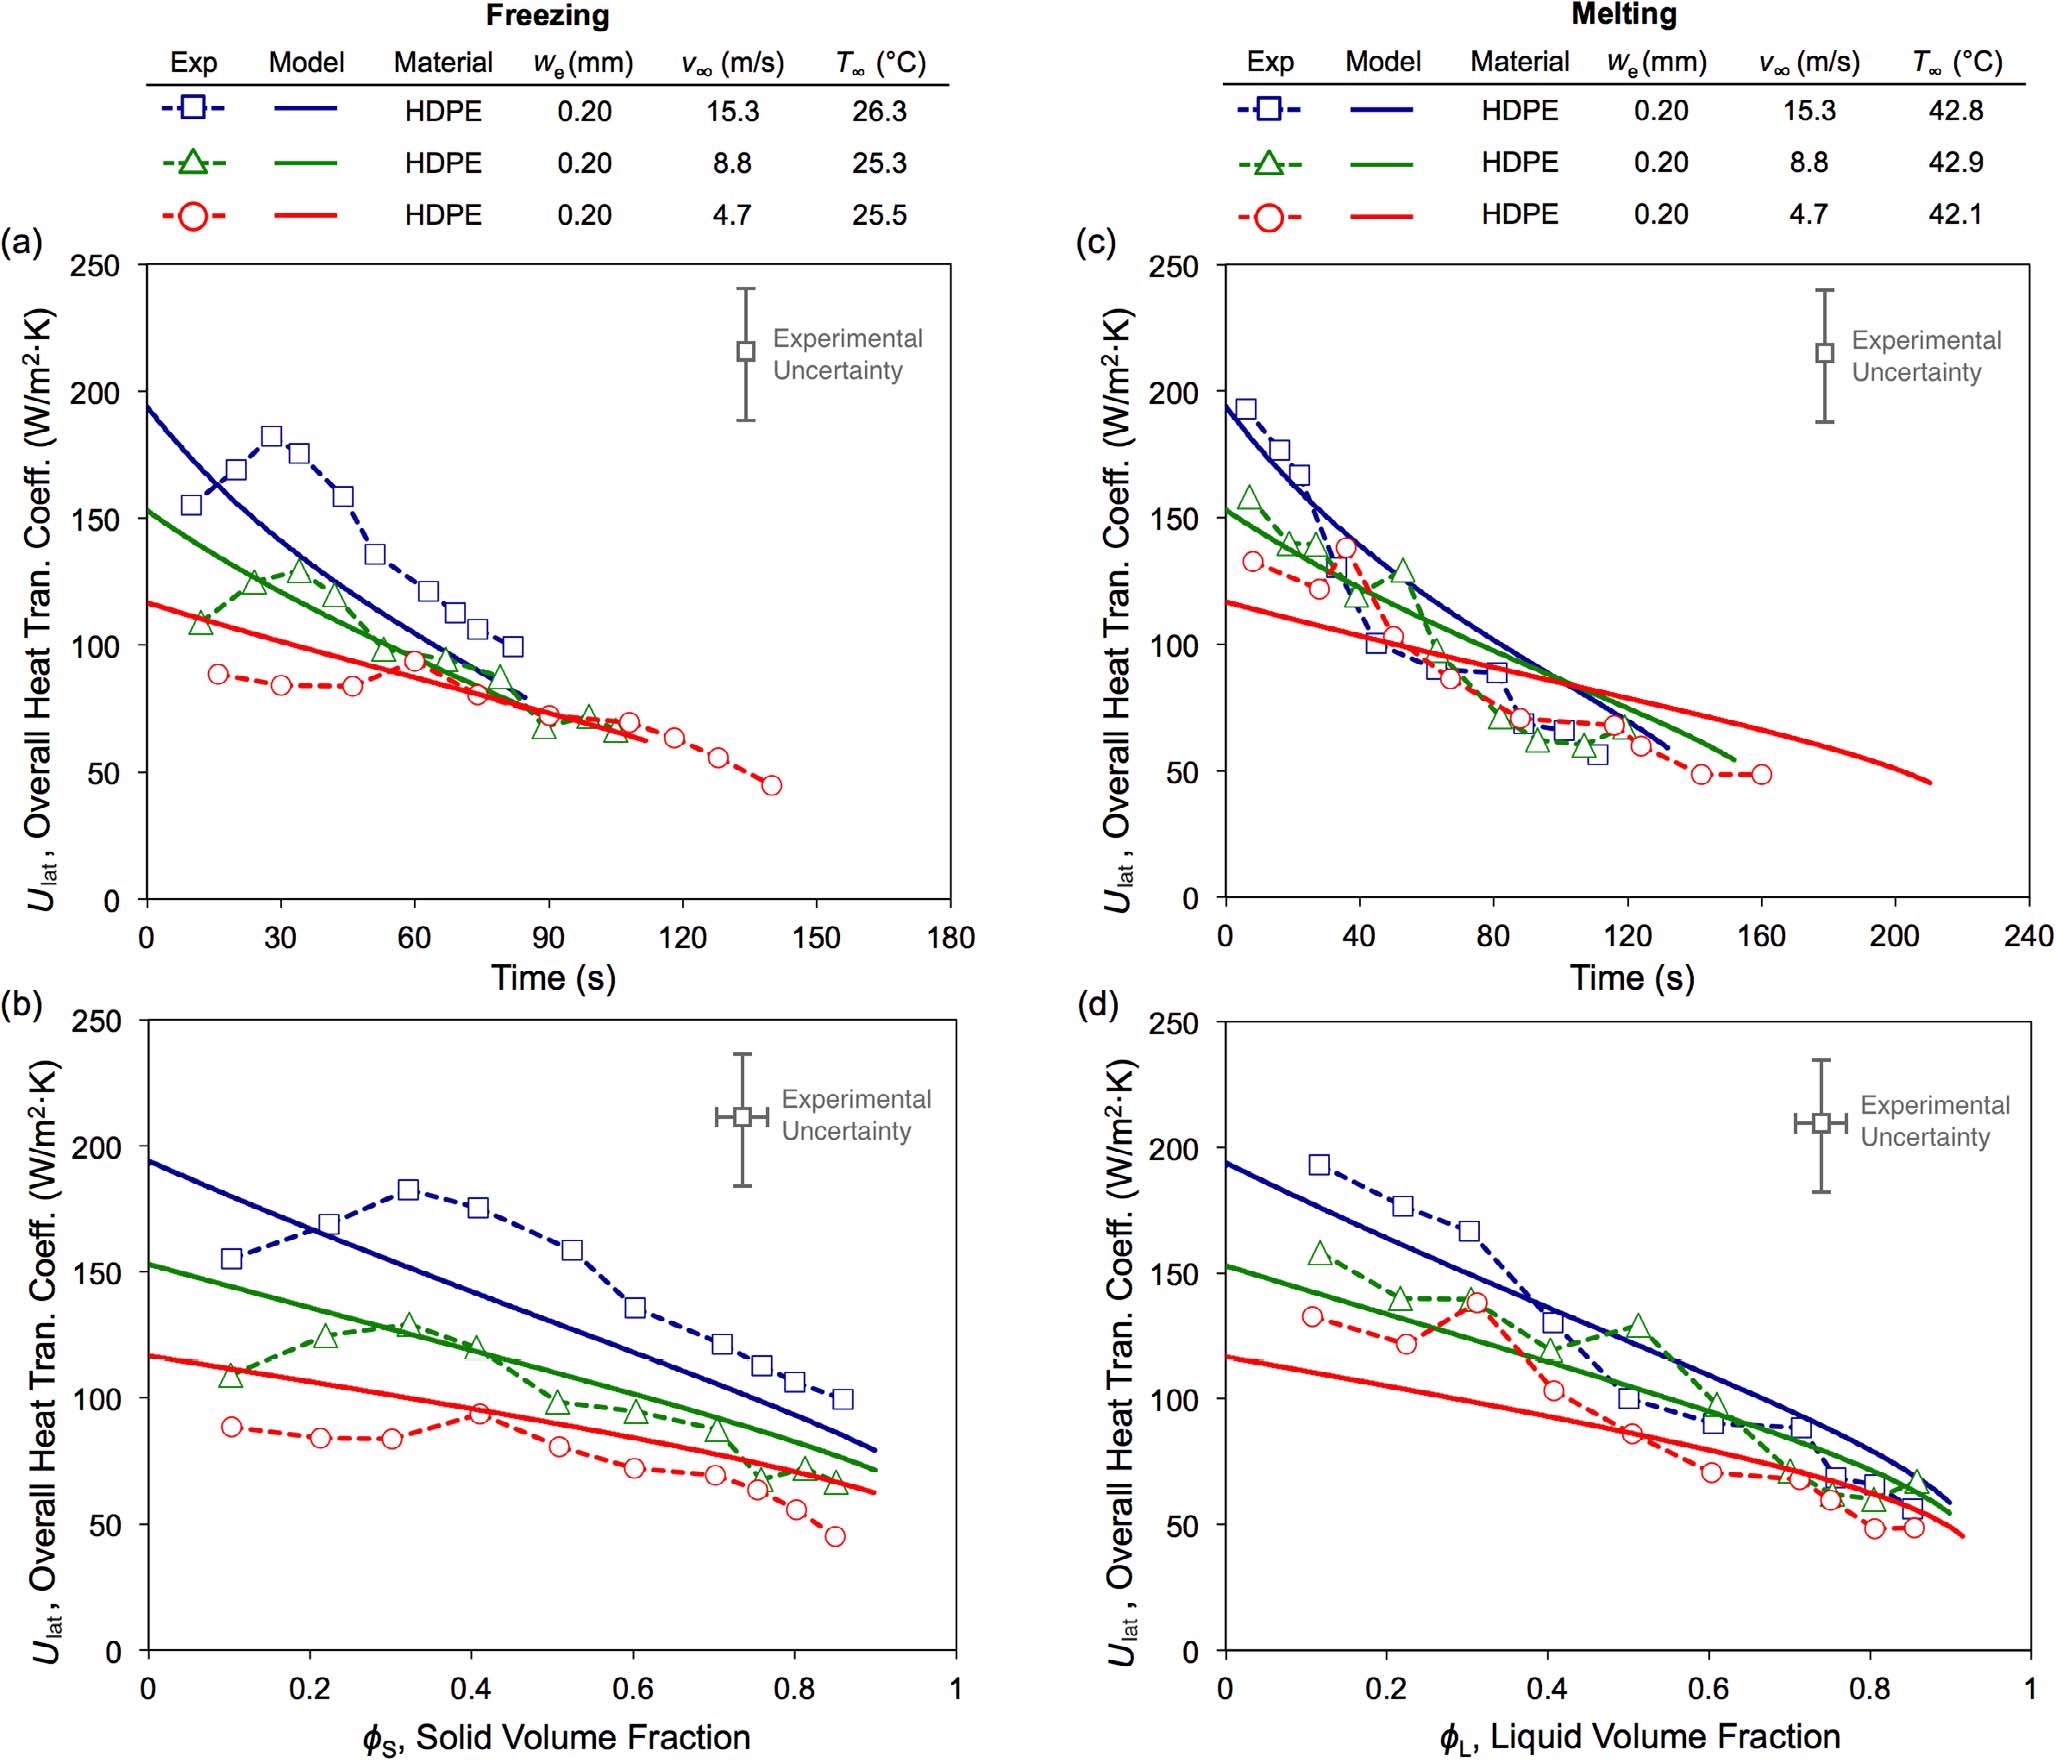 Freezing
Exp Model Material wₑ (mm) v∞ (m/s) T∞ (°C)
HDPE 0.20 15.3 26.3
HDPE 0.20 8.8 25.3
HDPE 0.20 4.7 25.5
Melting
Exp Model Material wₑ (mm) v∞ (m/s) T∞ (°C)
HDPE 0.20 15.3 42.8
HDPE 0.20 8.8 42.9
HDPE 0.20 4.7 42.1
(a)
U_lat, Overall Heat Tran. Coeff. (W/m²·K)
250
200
150
100
50
0
Experimental
Uncertainty
0 30 60 90 120 150 180
Time (s)
(c)
U_lat, Overall Heat Tran. Coeff. (W/m²·K)
250
200
150
100
50
0
Experimental
Uncertainty
0 40 80 120 160 200 240
Time (s)
(b)
U_lat, Overall Heat Tran. Coeff. (W/m²·K)
250
200
150
100
50
0
Experimental
Uncertainty
0 0.2 0.4 0.6 0.8 1
ϕ_S, Solid Volume Fraction
(d)
U_lat, Overall Heat Tran. Coeff. (W/m²·K)
250
200
150
100
50
0
Experimental
Uncertainty
0 0.2 0.4 0.6 0.8 1
ϕ_L, Liquid Volume Fraction